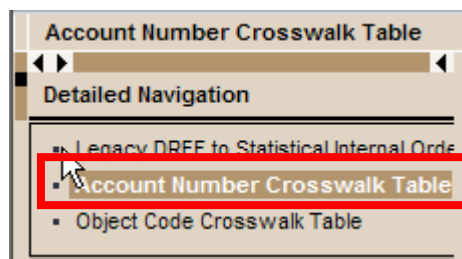 Account Number Crosswalk Table
Detailed Navigation
Legacy DREF to Statistical Internal Orde
Account Number Crosswalk Table
Object Code Crosswalk Table